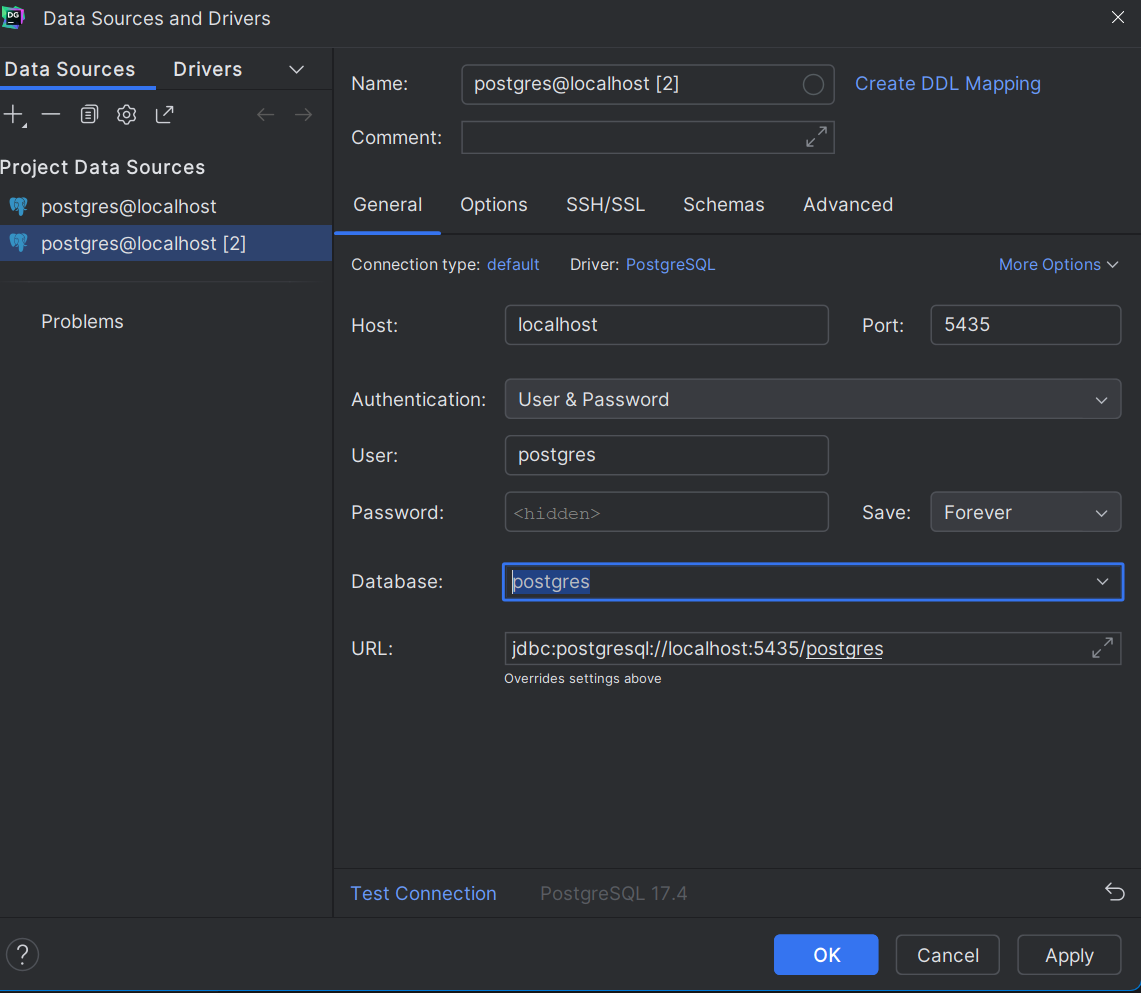 DG
Data Sources and Drivers
Data Sources
Drivers
Project Data Sources
postgres@localhost
postgres@localhost [2]
Problems
Name: postgres@localhost [2] Create DDL Mapping
Comment:
General Options SSH/SSL Schemas Advanced
Connection type: default Driver: PostgreSQL More Options
Host: localhost Port: 5435
Authentication: User & Password
User: postgres
Password: <hidden> Save: Forever
Database: postgres
URL: jdbc:postgresql://localhost:5435/postgres
Overrides settings above
Test Connection PostgreSQL 17.4
? OK Cancel Apply